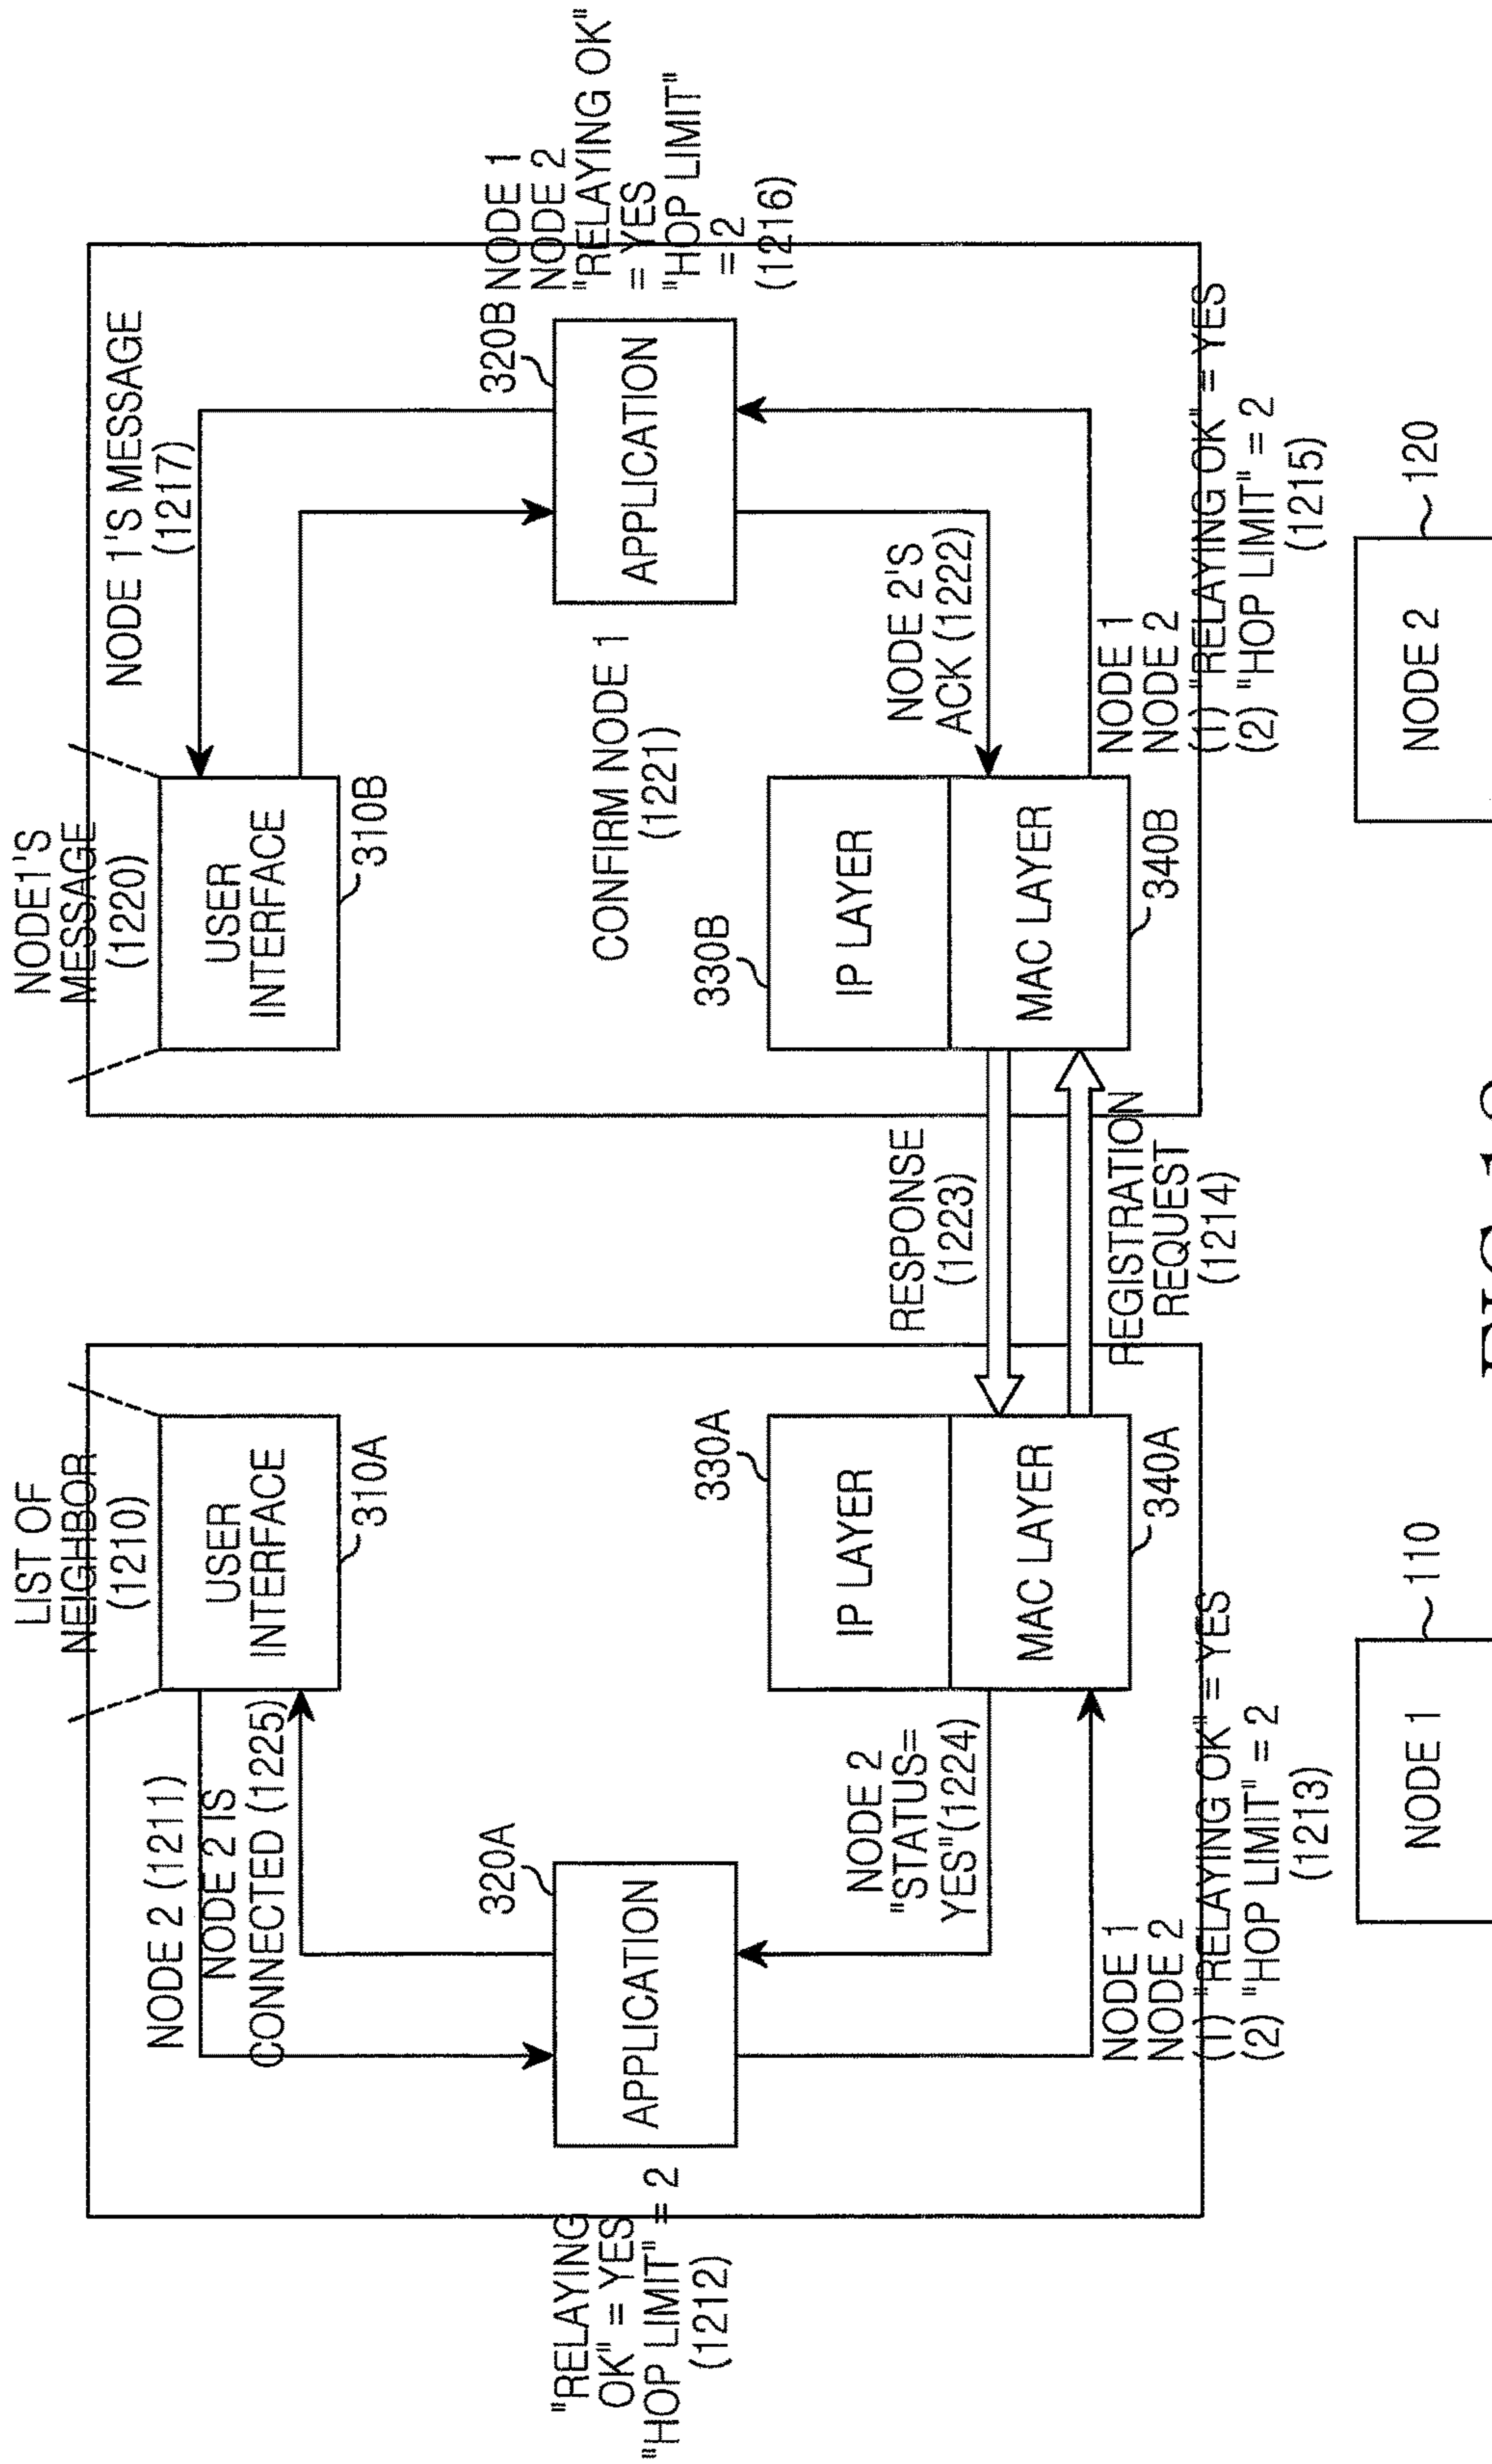 LIST OF
NEIGHBOR
(1210)
USER
INTERFACE
310A
NODE 2 (1211)
NODE 2 IS
CONNECTED (1225)
320A
APPLICATION
"RELAYING
OK" = YES
"HOP LIMIT" = 2
(1212)
330A
IP LAYER
MAC LAYER
340A
NODE 2
"STATUS=
YES"(1224)
NODE 1
NODE 2
(1) "RELAYING OK" = YES
(2) "HOP LIMIT" = 2
(1213)
NODE 1
110
RESPONSE
(1223)
REGISTRATION
REQUEST
(1214)
NODE1'S
MESSAGE
(1220)
USER
INTERFACE
310B
NODE 1'S MESSAGE
(1217)
CONFIRM NODE 1
(1221)
320B
APPLICATION
NODE 1
NODE 2
"RELAYING OK"
= YES
"HOP LIMIT"
= 2
(1216)
330B
IP LAYER
MAC LAYER
340B
NODE 2'S
ACK (1222)
NODE 1
NODE 2
(1) "RELAYING OK" = YES
(2) "HOP LIMIT" = 2
(1215)
NODE 2
120